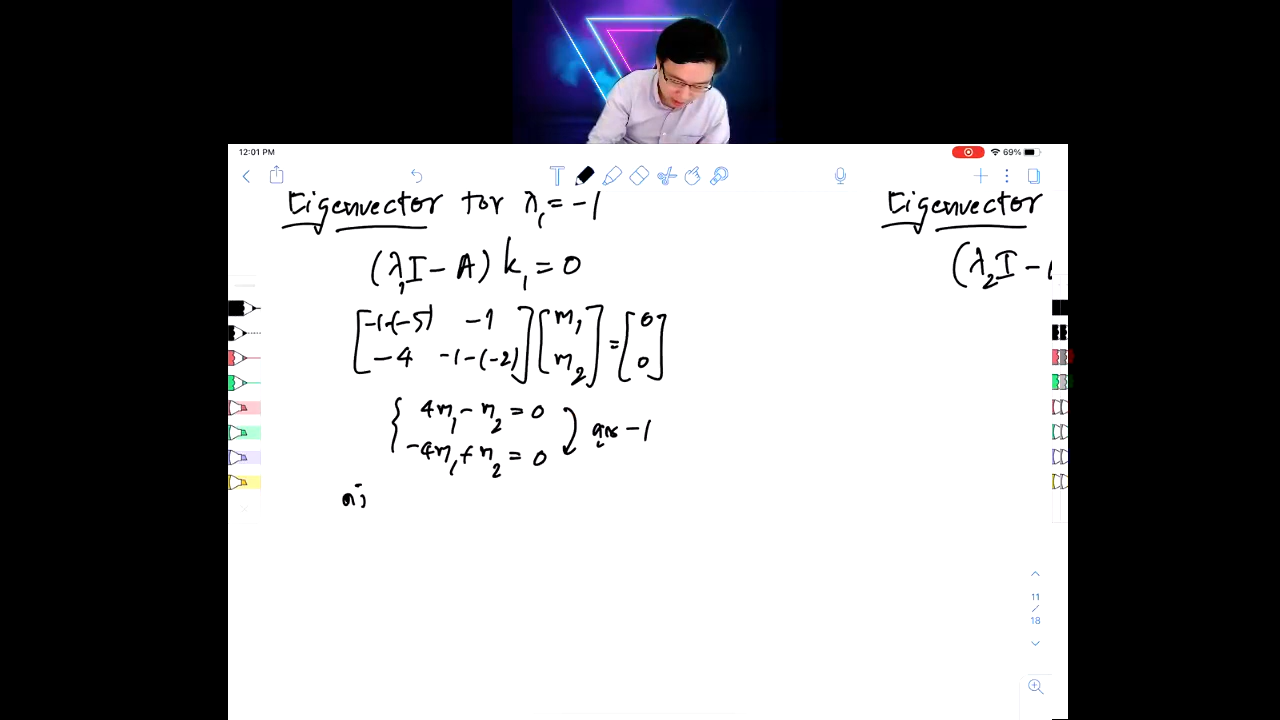 12:01 PM
69%
T
Eigenvector for λ₁ = -1
(λ₁I - A) k₁ = 0
[-1-(-5) -1] [m₁] = [0]
[-4 -1-(-2)] [m₂] [0]
{ 4m₁ - m₂ = 0
-4m₁ + m₂ = 0
-1
Eigenvector
(λ₂I -
11
/
18